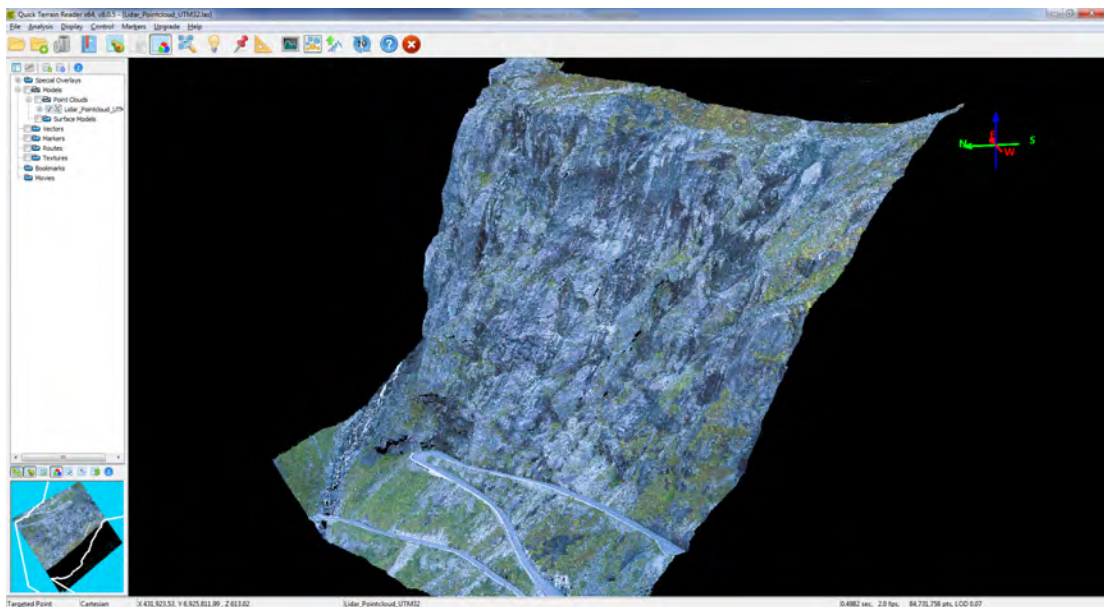 Quick Terrain Reader x64, v8.0.5 - [Lidar_Pointcloud_UTM32.las]
File Analysis Display Control Markers Upgrade Help
Special Overlays
Models
Point Clouds
Lidar_Pointcloud_UTM
Surface Models
Vectors
Markers
Routes
Textures
Bookmarks
Movies
N E S
W
Targeted Point Cartesian X 431,923.53, Y 6,925,811.99, Z 613.62 Lidar_Pointcloud_UTM32 0.4982 sec, 2.0 fps, 84,731,758 pts, LOD 0.07